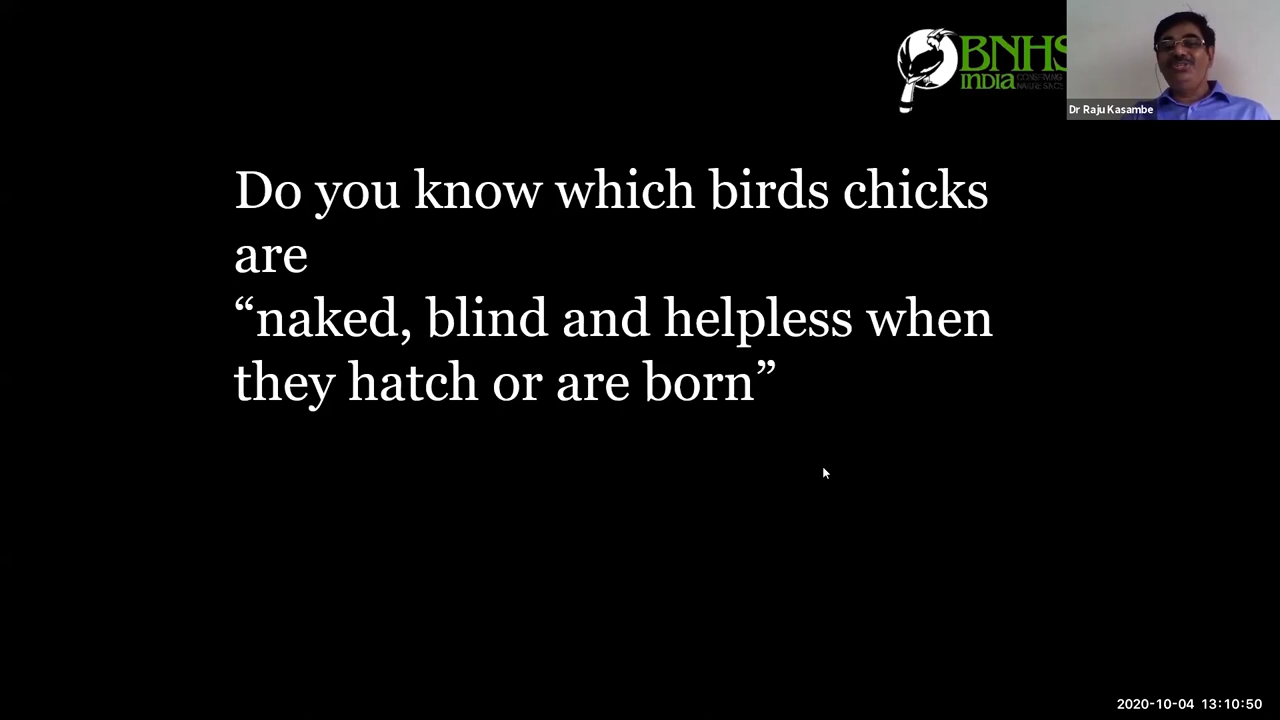 BNHS
INDIA
Dr Raju Kasambe
Do you know which birds chicks
are
“naked, blind and helpless when
they hatch or are born”
2020-10-04 13:10:50